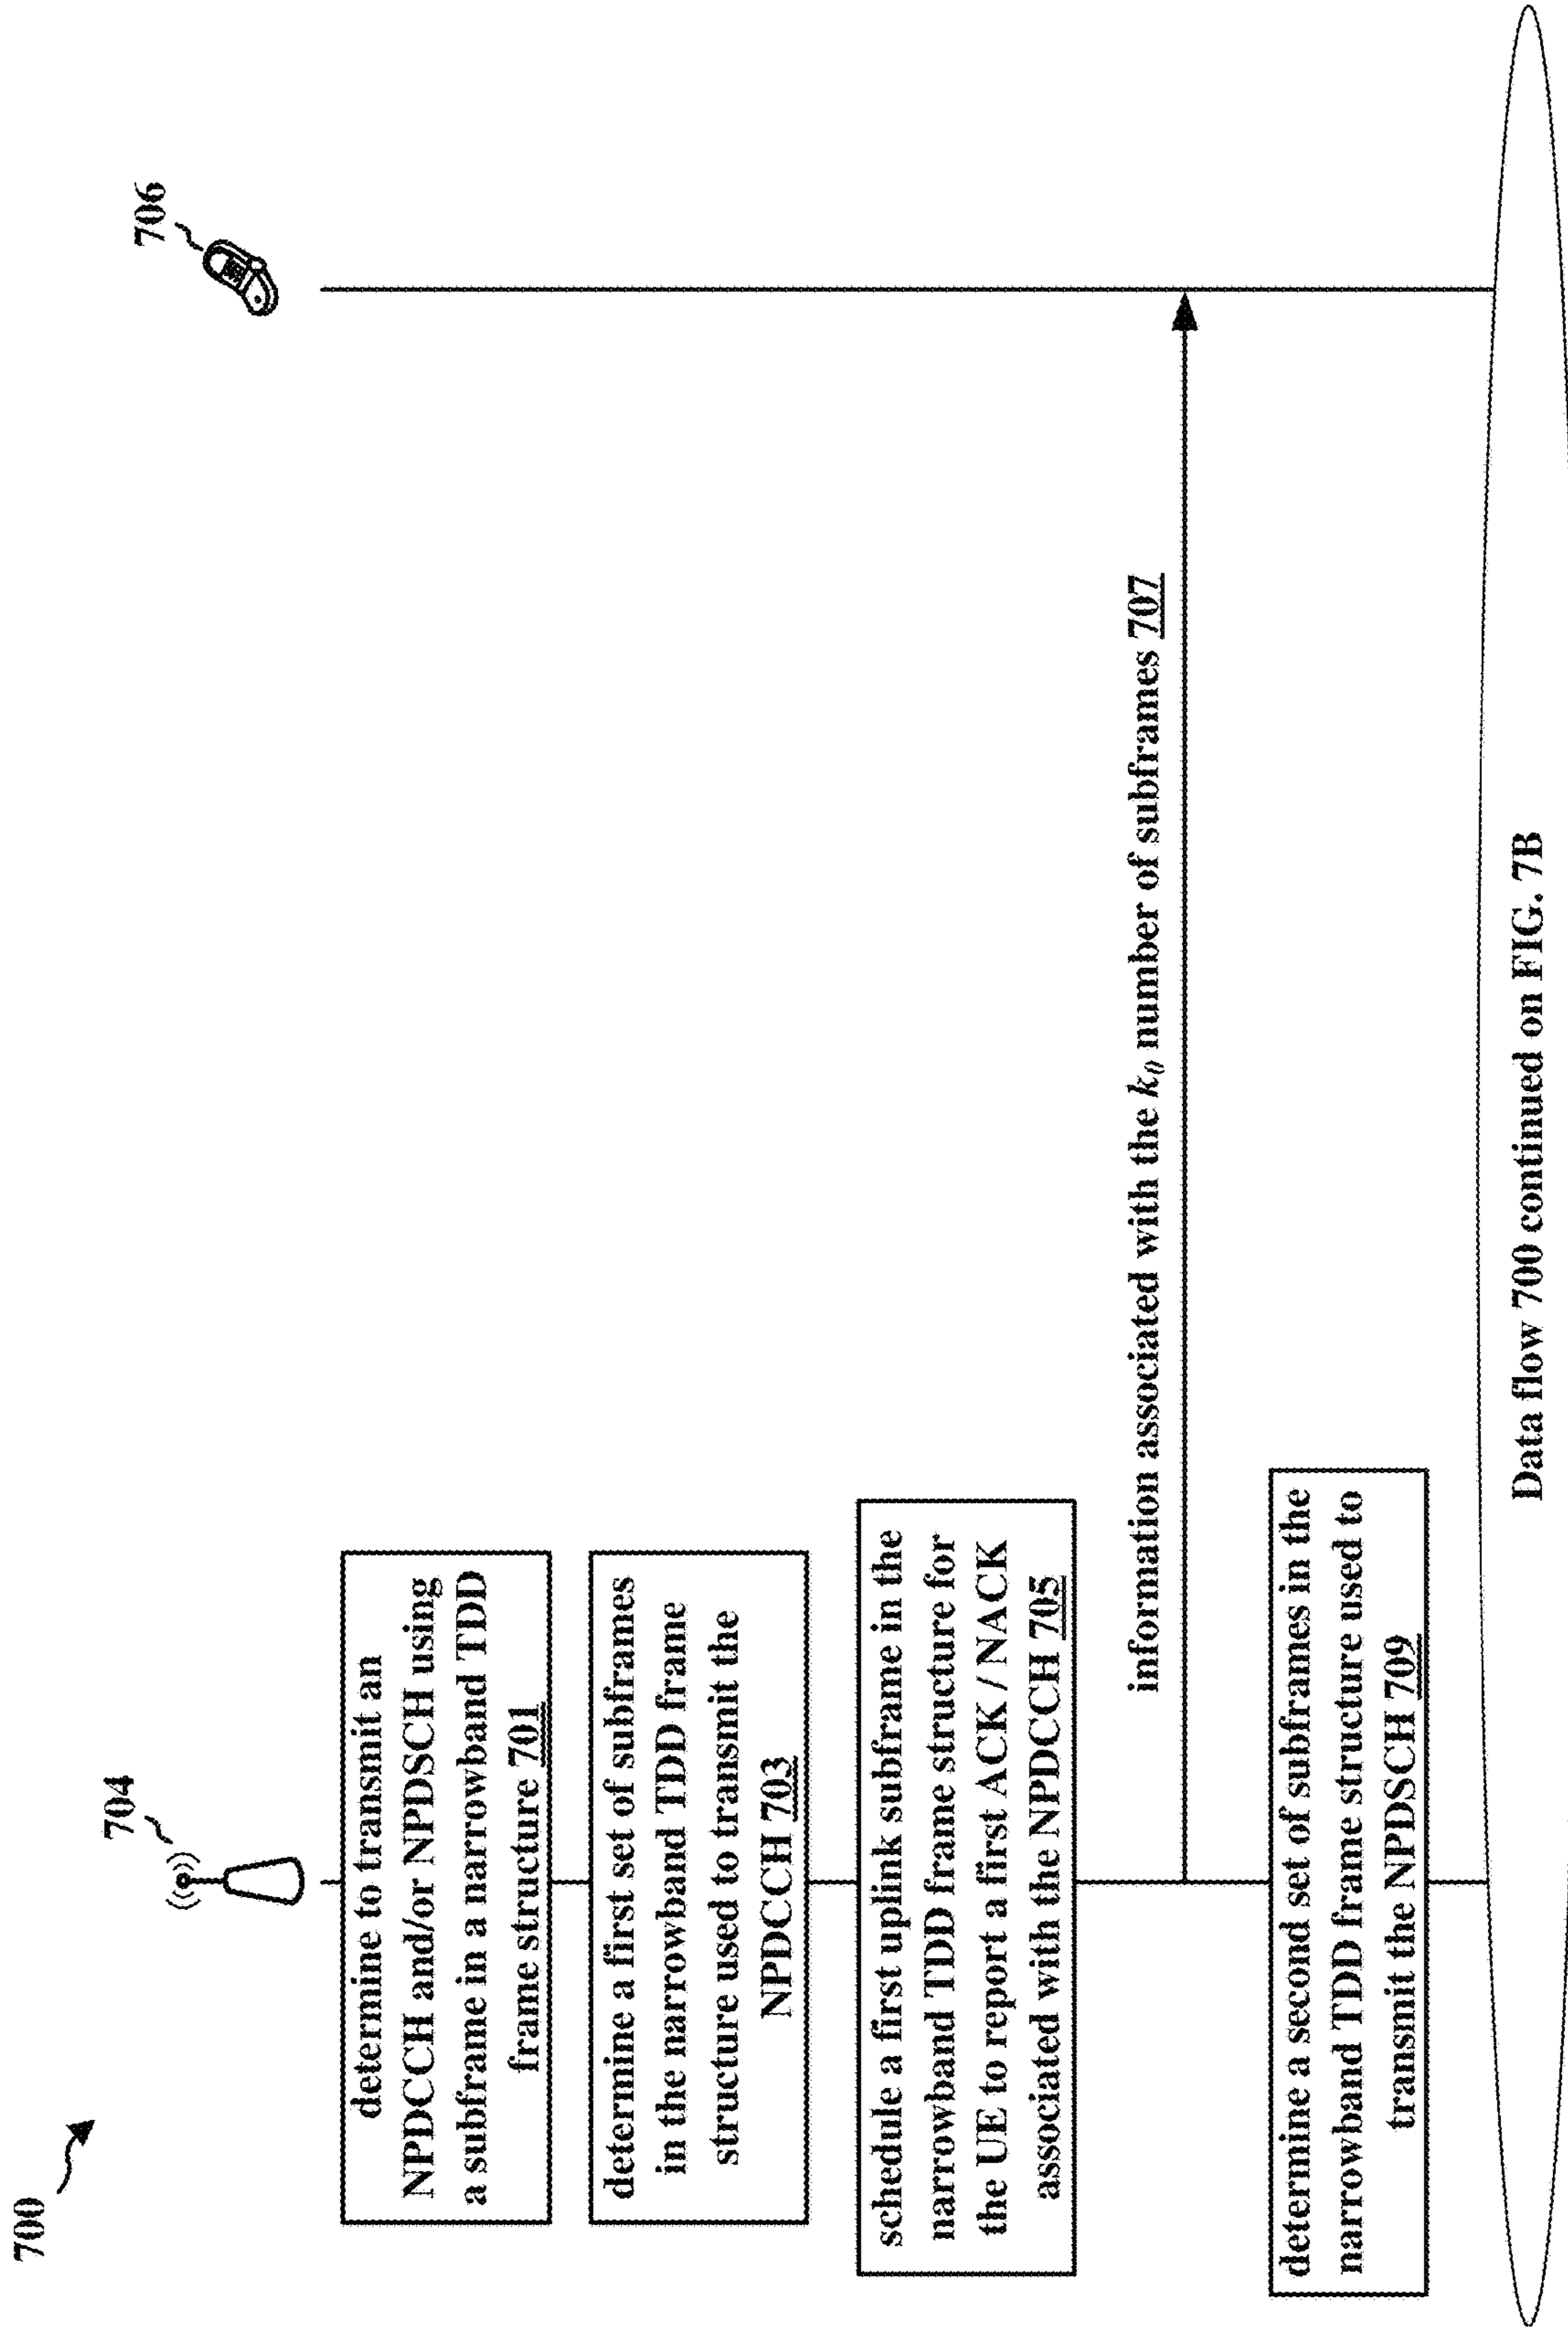 700
704
706
determine to transmit an
NPDCCH and/or NPDSCH using
a subframe in a narrowband TDD
frame structure 701
determine a first set of subframes
in the narrowband TDD frame
structure used to transmit the
NPDCCH 703
schedule a first uplink subframe in the
narrowband TDD frame structure for
the UE to report a first ACK / NACK
associated with the NPDCCH 705
information associated with the k₀ number of subframes 707
determine a second set of subframes in the
narrowband TDD frame structure used to
transmit the NPDSCH 709
Data flow 700 continued on FIG. 7B